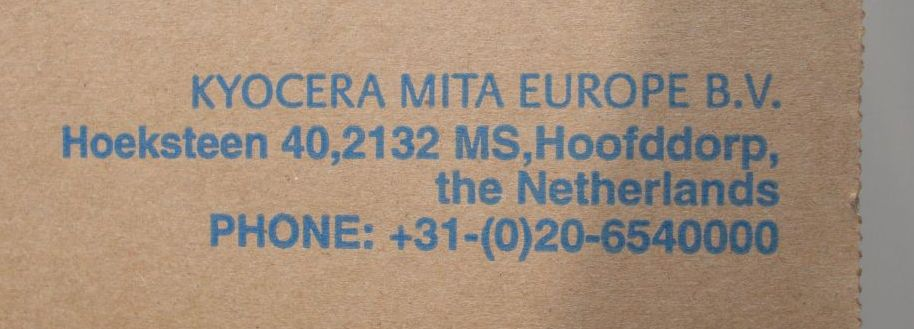 KYOCERA MITA EUROPE B.V.
Hoeksteen 40,2132 MS,Hoofddorp,
the Netherlands
PHONE: +31-(0)20-6540000